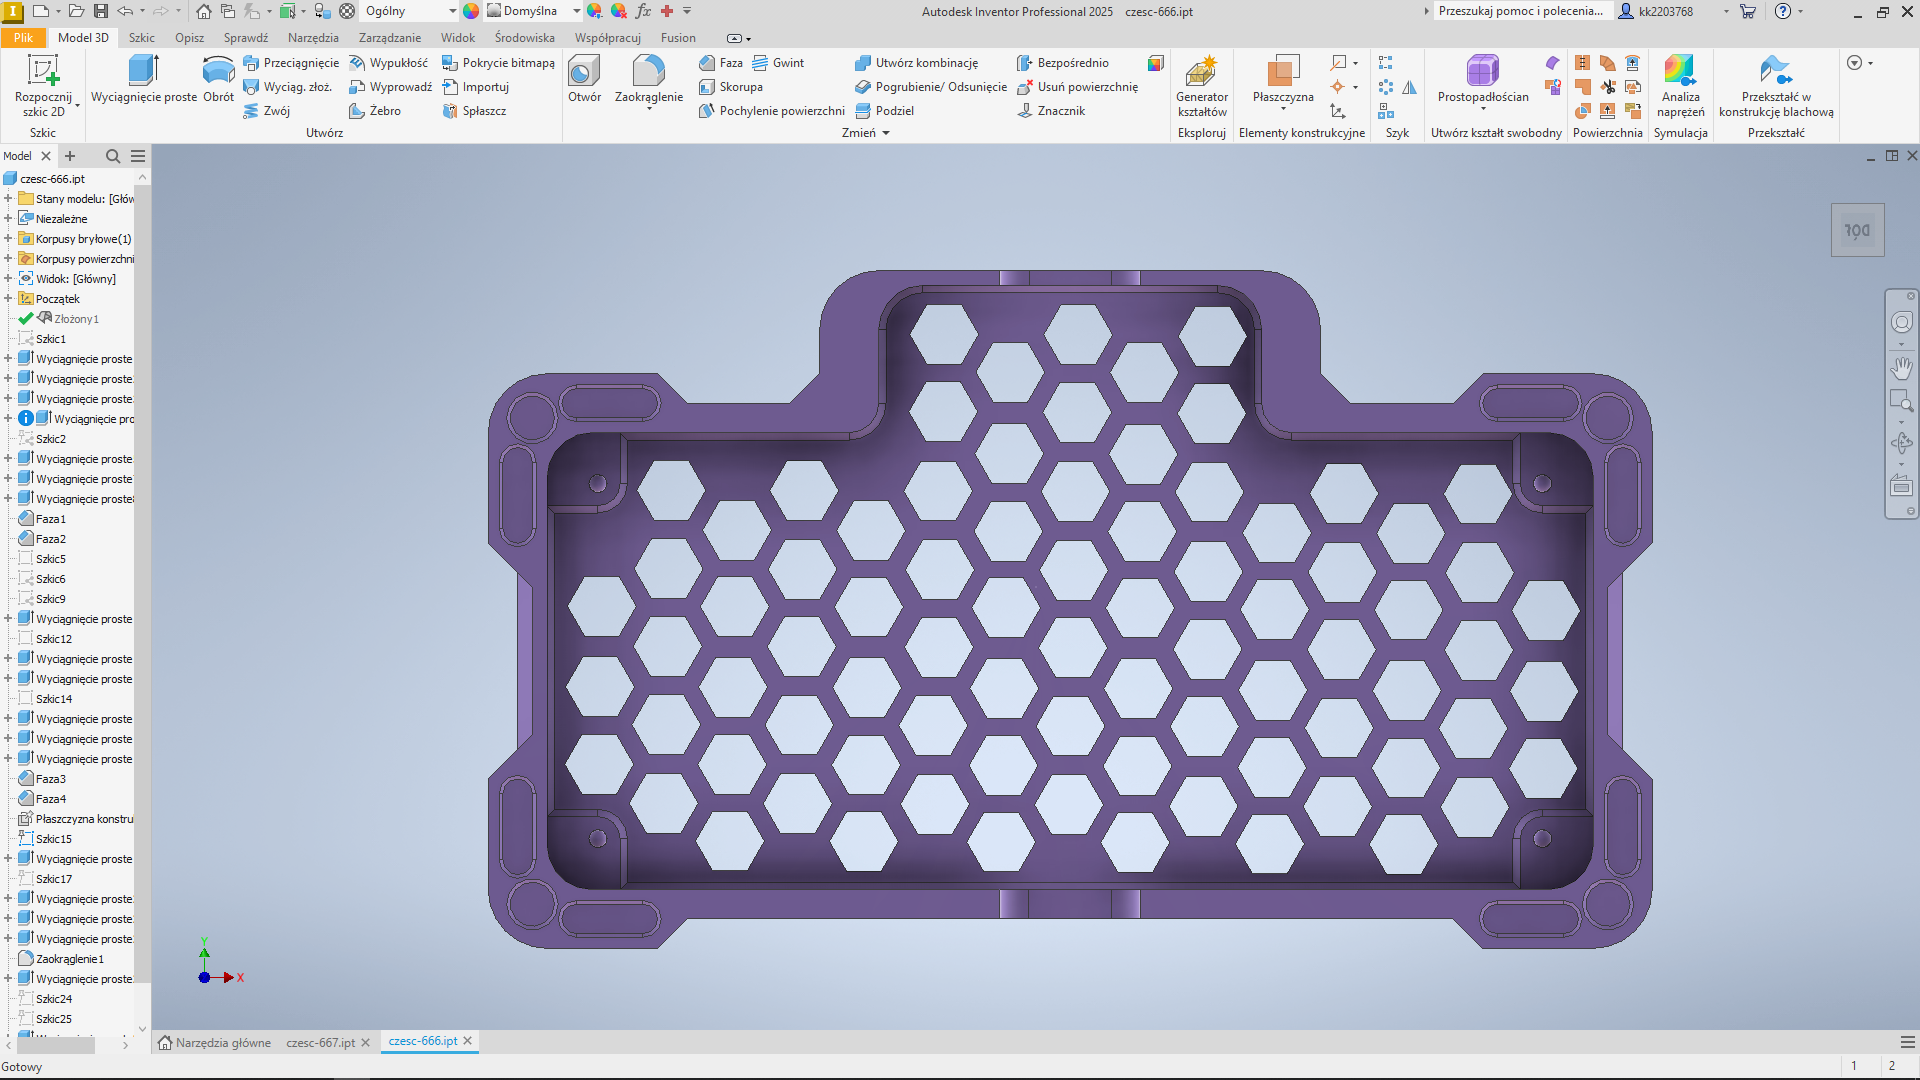 Ogólny
Domyślna
fx
Autodesk Inventor Professional 2025 czesc-666.ipt
Przeszukaj pomoc i polecenia...
kk2203768
Plik
Model 3D
Szkic
Opisz
Sprawdź
Narzędzia
Zarządzanie
Widok
Środowiska
Współpracuj
Fusion
Rozpocznij
szkic 2D
Szkic
Wyciągnięcie proste
Obrót
Przeciągnięcie
Wyciąg. złoż.
Zwój
Wypukłość
Wyprowadź
Żebro
Pokrycie bitmapą
Importuj
Spłaszcz
Utwórz
Otwór
Zaokrąglenie
Faza
Gwint
Skorupa
Pochylenie powierzchni
Utwórz kombinację
Pogrubienie/ Odsunięcie
Podziel
Bezpośrednio
Usuń powierzchnię
Znacznik
Zmień
Generator
kształtów
Eksploruj
Płaszczyzna
Elementy konstrukcyjne
Szyk
Prostopadłościan
Utwórz kształt swobodny
Powierzchnia
Analiza
naprężeń
Symulacja
Przekształć w
konstrukcję blachową
Przekształć
Model
czesc-666.ipt
Stany modelu: [Głów
Niezależne
Korpusy bryłowe(1)
Korpusy powierzchni
Widok: [Główny]
Początek
Złożony1
Szkic1
Wyciągnięcie proste
Wyciągnięcie proste
Wyciągnięcie proste
Wyciągnięcie pro
Szkic2
Wyciągnięcie proste
Wyciągnięcie proste
Wyciągnięcie proste
Faza1
Faza2
Szkic5
Szkic6
Szkic9
Wyciągnięcie proste
Szkic12
Wyciągnięcie proste
Wyciągnięcie proste
Szkic14
Wyciągnięcie proste
Wyciągnięcie proste
Wyciągnięcie proste
Faza3
Faza4
Płaszczyzna konstru
Szkic15
Wyciągnięcie proste
Szkic17
Wyciągnięcie proste
Wyciągnięcie proste
Wyciągnięcie proste
Zaokrąglenie1
Wyciągnięcie proste
Szkic24
Szkic25
DÓŁ
Y
X
Narzędzia główne
czesc-667.ipt
czesc-666.ipt
Gotowy
1
2